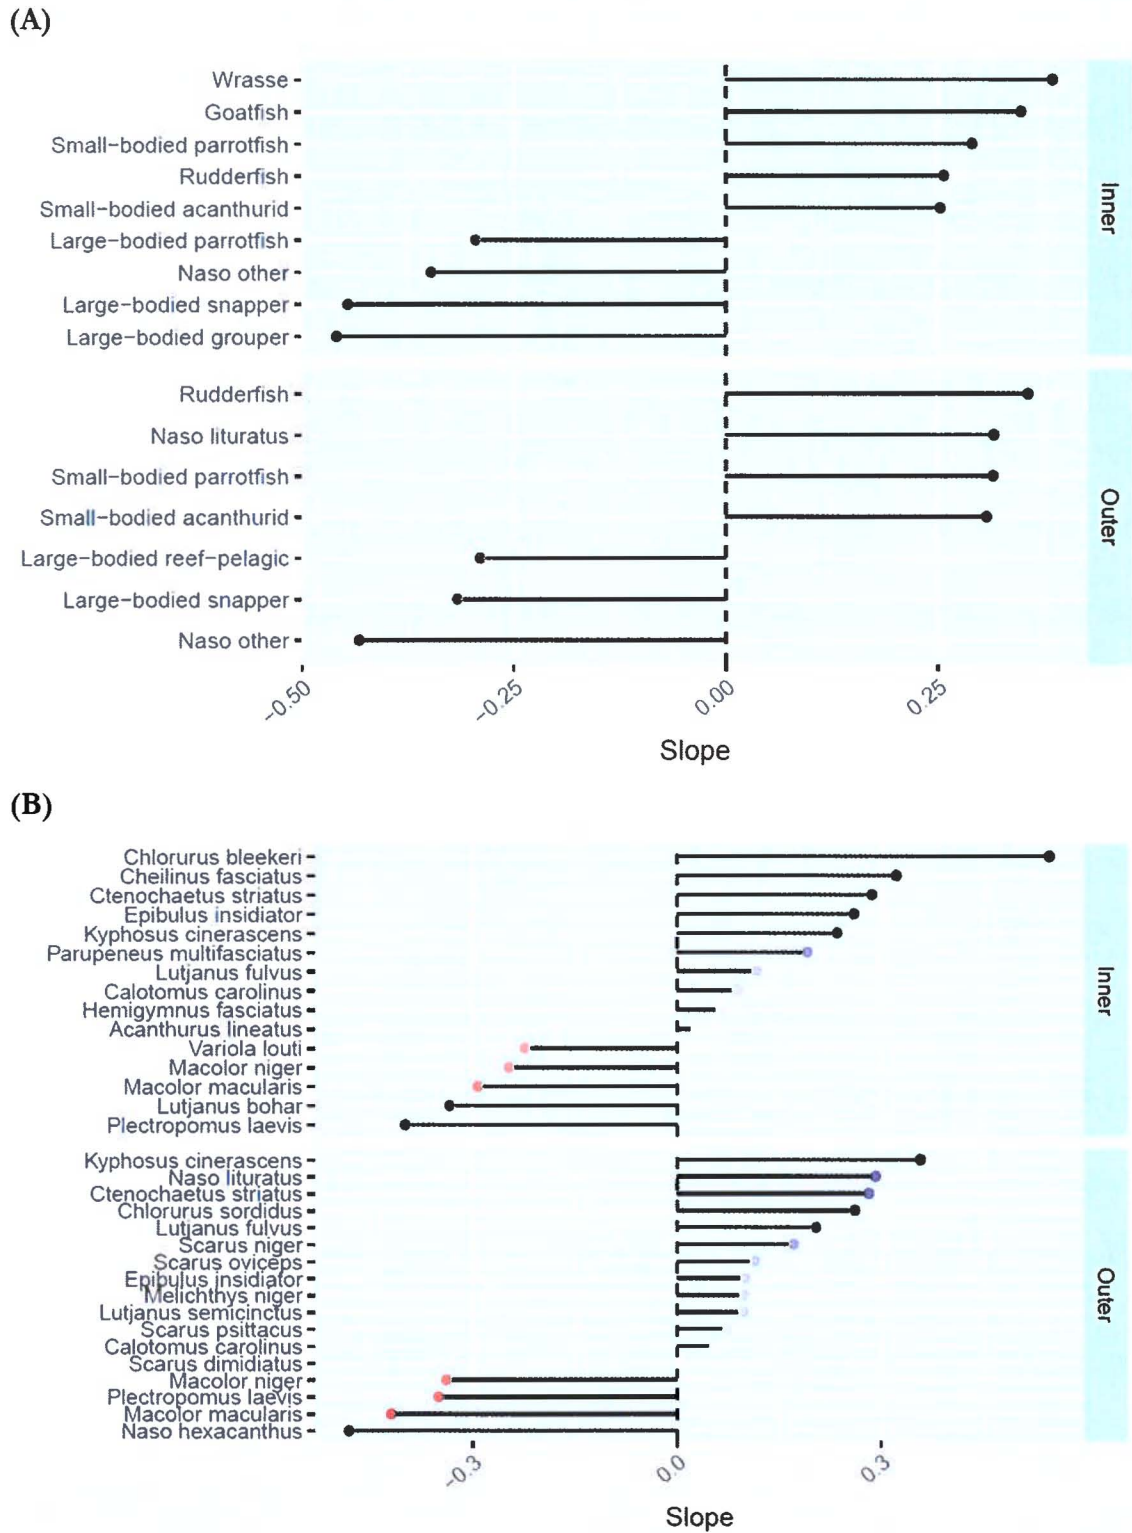 (A)
Wrasse
Goatfish
Small-bodied parrotfish
Rudderfish
Small-bodied acanthurid
Large-bodied parrotfish
Naso other
Large-bodied snapper
Large-bodied grouper
Inner
Rudderfish
Naso lituratus
Small-bodied parrotfish
Small-bodied acanthurid
Large-bodied reef-pelagic
Large-bodied snapper
Naso other
Outer
-0.50 -0.25 0.00 0.25
Slope
(B)
Chlorurus bleekeri
Cheilinus fasciatus
Ctenochaetus striatus
Epibulus insidiator
Kyphosus cinerascens
Parupeneus multifasciatus
Lutjanus fulvus
Calotomus carolinus
Hemigymnus fasciatus
Acanthurus lineatus
Variola louti
Macolor niger
Macolor macularis
Lutjanus bohar
Plectropomus laevis
Inner
Kyphosus cinerascens
Naso lituratus
Ctenochaetus striatus
Chlorurus sordidus
Lutjanus fulvus
Scarus niger
Scarus oviceps
Epibulus insidiator
Melichthys niger
Lutjanus semicinctus
Scarus psittacus
Calotomus carolinus
Scarus dimidiatus
Macolor niger
Plectropomus laevis
Macolor macularis
Naso hexacanthus
Outer
-0.3 0.0 0.3
Slope